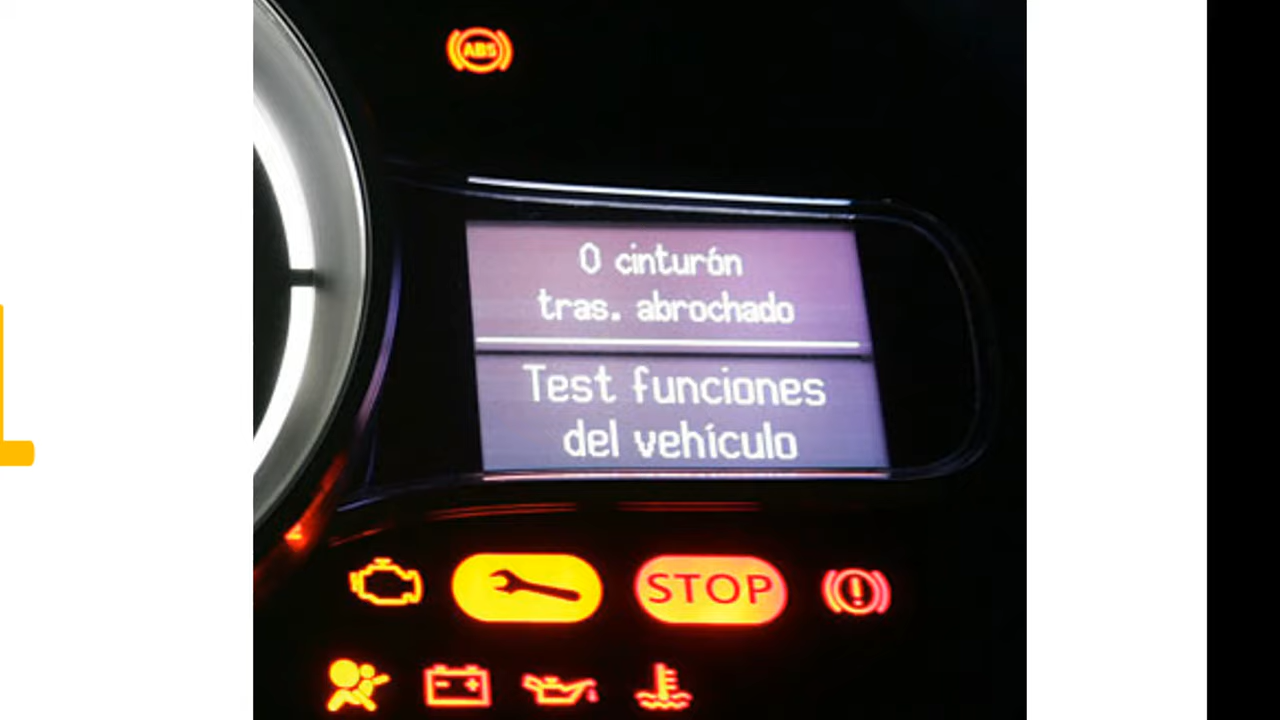 ABS
0 cinturón
tras. abrochado
Test funciones
del vehículo
STOP